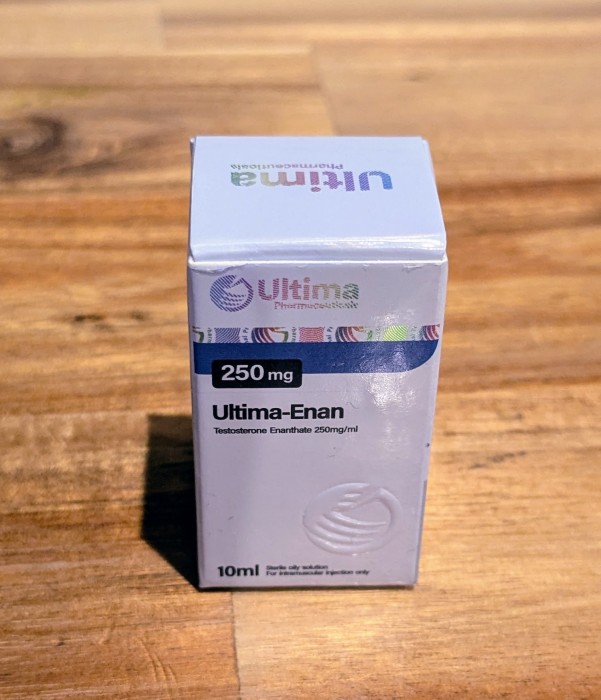 Ultima
Pharmaceuticals
Ultima
Pharmaceuticals
250 mg
Ultima-Enan
Testosterone Enanthate 250mg/ml
10ml
Sterile oily solution
For intramuscular injection only